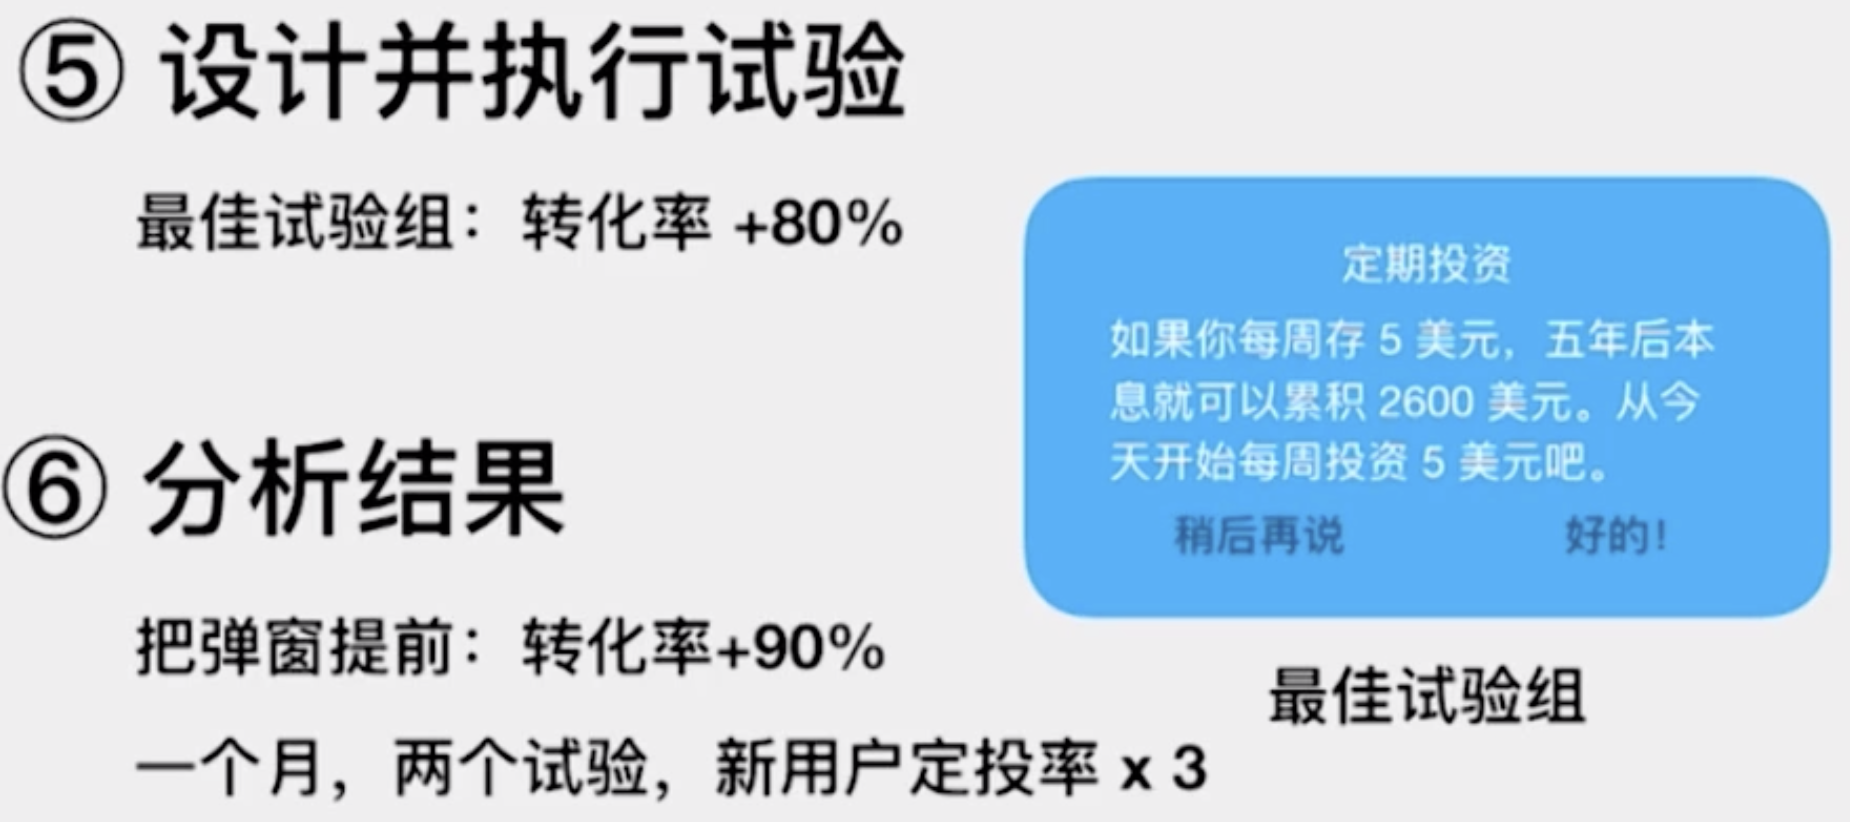 ⑤ 设计并执行试验
最佳试验组：转化率 +80%
定期投资
如果你每周存 5 美元，五年后本
息就可以累积 2600 美元。从今
天开始每周投资 5 美元吧。
稍后再说 好的！
最佳试验组
⑥ 分析结果
把弹窗提前：转化率+90%
一个月，两个试验，新用户定投率 x 3